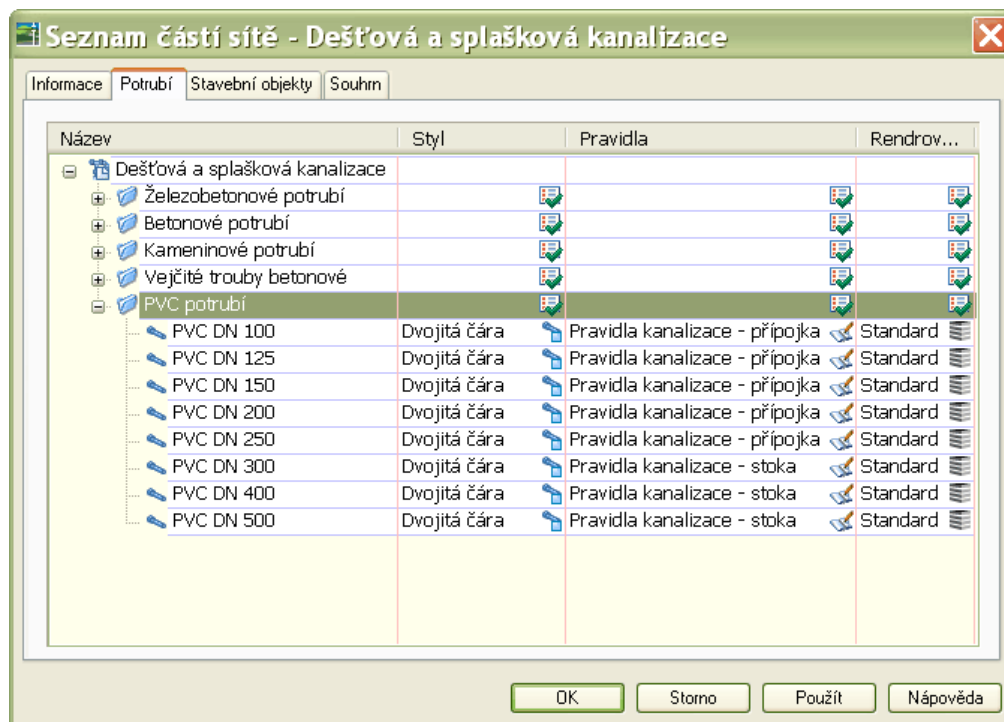 Seznam částí sítě - Dešťová a splašková kanalizace
Informace Potrubí Stavební objekty Souhrn
Název Styl Pravidla Rendrov...
Dešťová a splašková kanalizace
Železobetonové potrubí
Betonové potrubí
Kameninové potrubí
Vejčité trouby betonové
PVC potrubí
PVC DN 100 Dvojitá čára Pravidla kanalizace - přípojka Standard
PVC DN 125 Dvojitá čára Pravidla kanalizace - přípojka Standard
PVC DN 150 Dvojitá čára Pravidla kanalizace - přípojka Standard
PVC DN 200 Dvojitá čára Pravidla kanalizace - přípojka Standard
PVC DN 250 Dvojitá čára Pravidla kanalizace - přípojka Standard
PVC DN 300 Dvojitá čára Pravidla kanalizace - stoka Standard
PVC DN 400 Dvojitá čára Pravidla kanalizace - stoka Standard
PVC DN 500 Dvojitá čára Pravidla kanalizace - stoka Standard
OK Storno Použít Nápověda